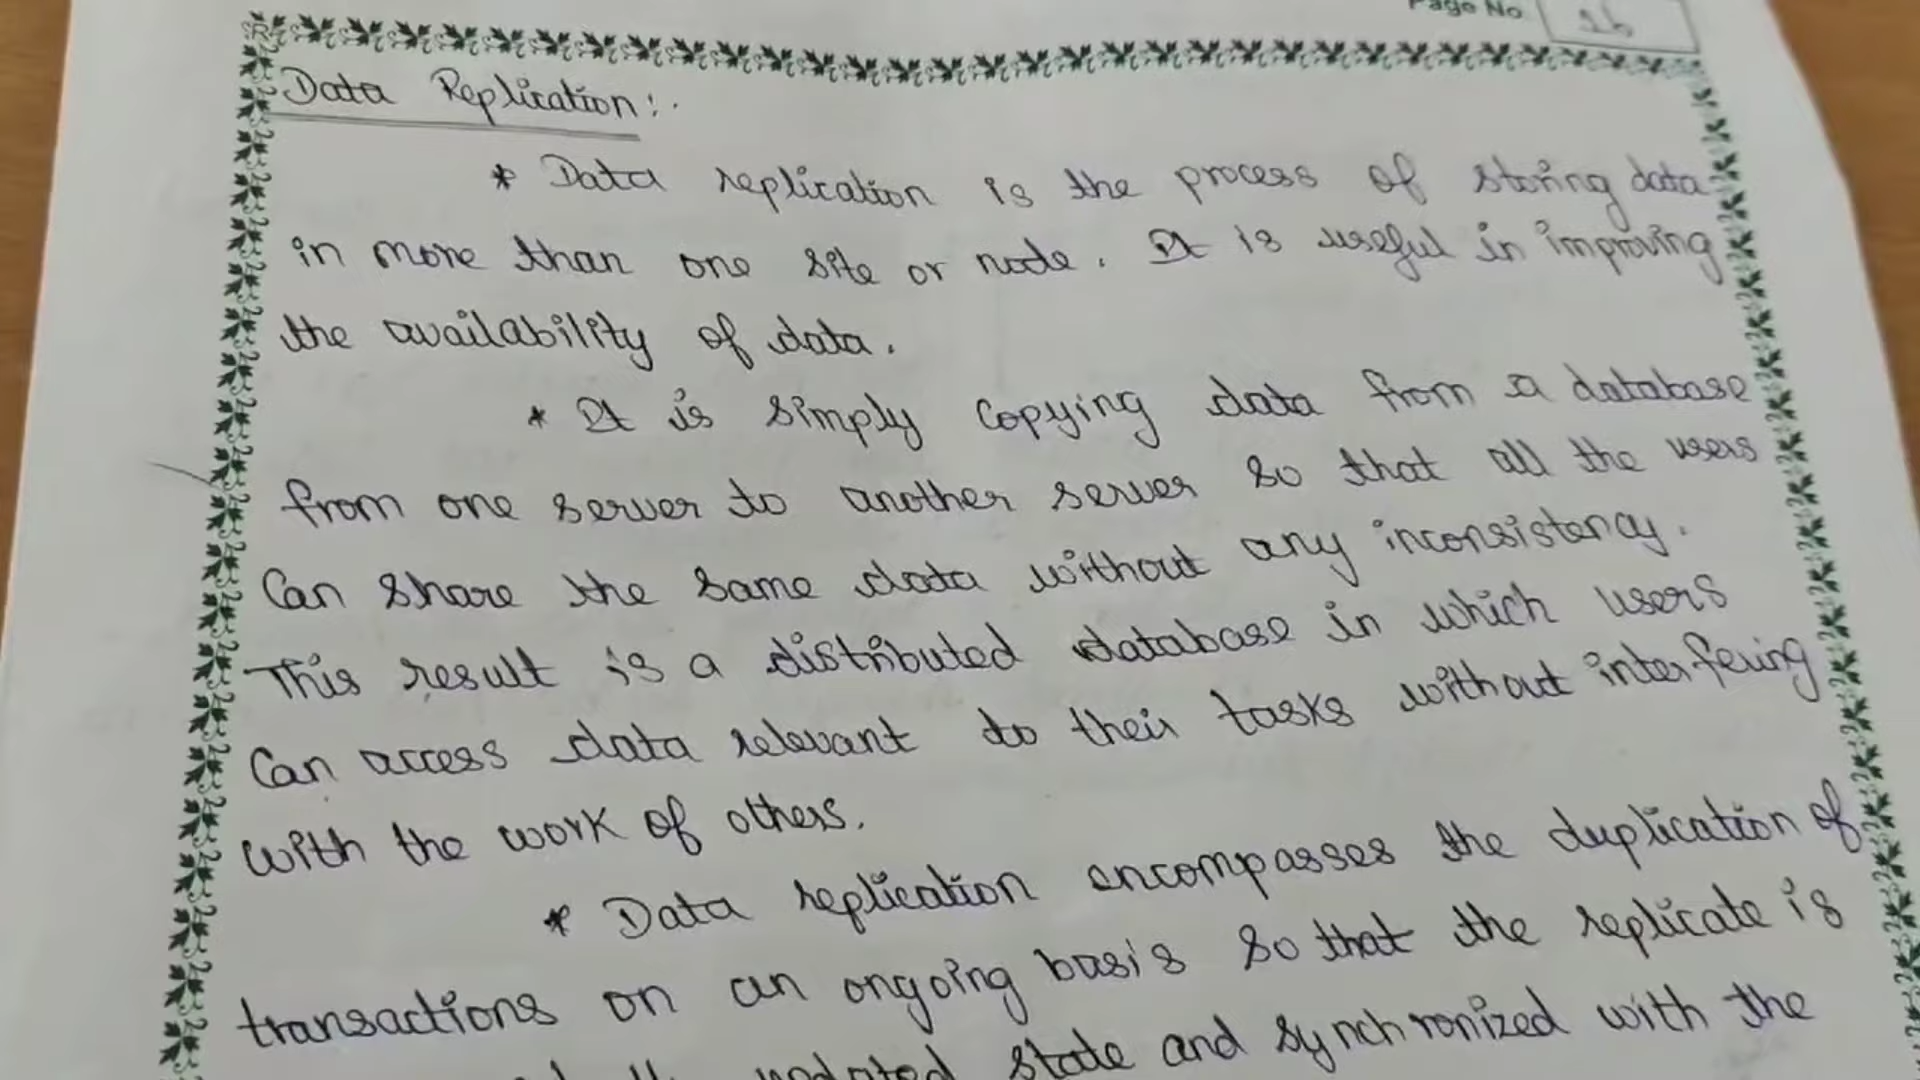 Page No
16
Data Replication:-
* Data replication is the process of storing data
in more than one site or node. It is useful in improving
the availability of data.
* It is simply copying data from a database
from one server to another server so that all the users
Can share the same data without any inconsistency.
This result is a distributed database in which users
Can access data relevant to their tasks without interfering
with the work of others.
* Data replication encompasses the duplication of
transactions on an ongoing basis so that the replicate is
updated state and synchronized with the